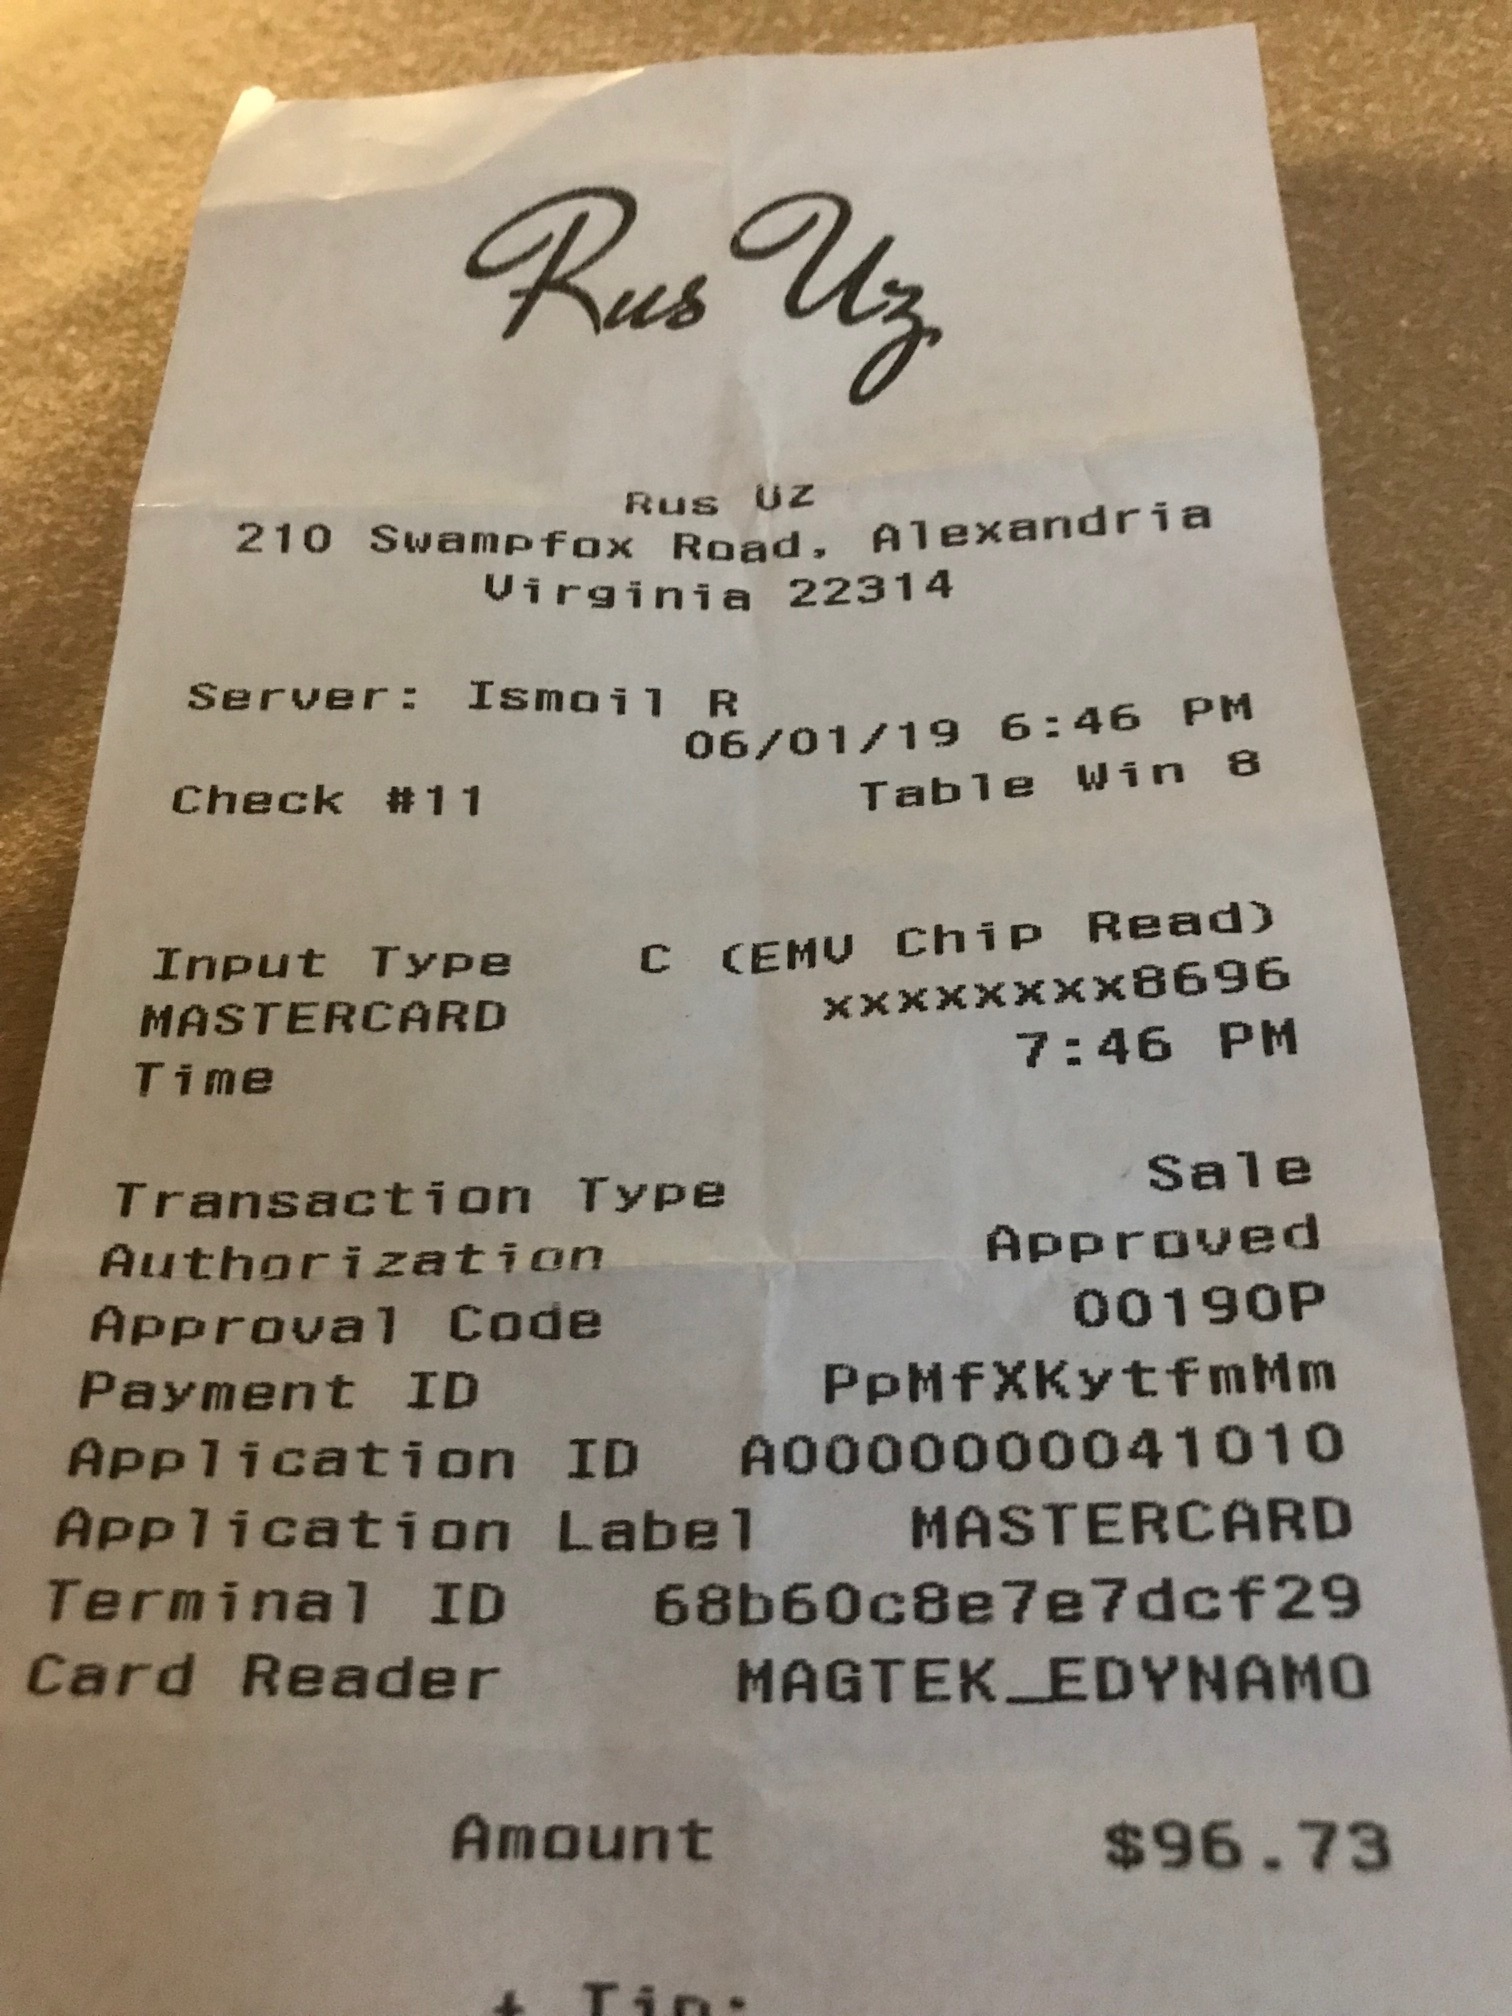 Rus Uz
Rus Uz
210 Swampfox Road, Alexandria
Virginia 22314
Server: Ismoil R
06/01/19 6:46 PM
Check #11 Table Win 8
Input Type C (EMV Chip Read)
MASTERCARD xxxxxxxx8696
Time 7:46 PM
Transaction Type Sale
Authorization Approved
Approval Code 00190P
Payment ID PpMfXKytfmMm
Application ID A0000000041010
Application Label MASTERCARD
Terminal ID 68b60c8e7e7dcf29
Card Reader MAGTEK_EDYNAMO
Amount $96.73
+ Tip: